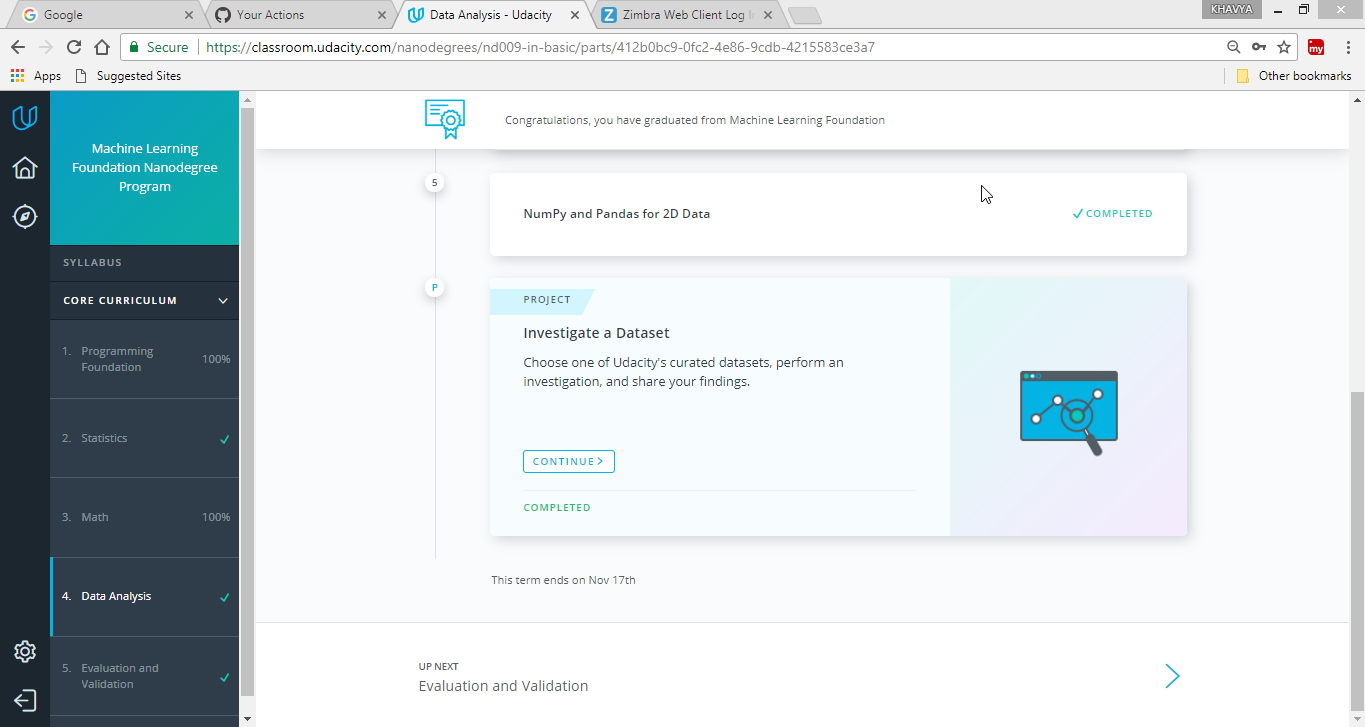 Google
Your Actions
Data Analysis - Udacity
Zimbra Web Client Log
KHAVYA
Secure
https://classroom.udacity.com/nanodegrees/nd009-in-basic/parts/412b0bc9-0fc2-4e86-9cdb-4215583ce3a7
my
Apps
Suggested Sites
Other bookmarks
Machine Learning
Foundation Nanodegree
Program
SYLLABUS
CORE CURRICULUM
1. Programming
Foundation
100%
2. Statistics
3. Math
100%
4. Data Analysis
5. Evaluation and
Validation
Congratulations, you have graduated from Machine Learning Foundation
5
NumPy and Pandas for 2D Data
COMPLETED
P
PROJECT
Investigate a Dataset
Choose one of Udacity's curated datasets, perform an
investigation, and share your findings.
CONTINUE
COMPLETED
This term ends on Nov 17th
UP NEXT
Evaluation and Validation